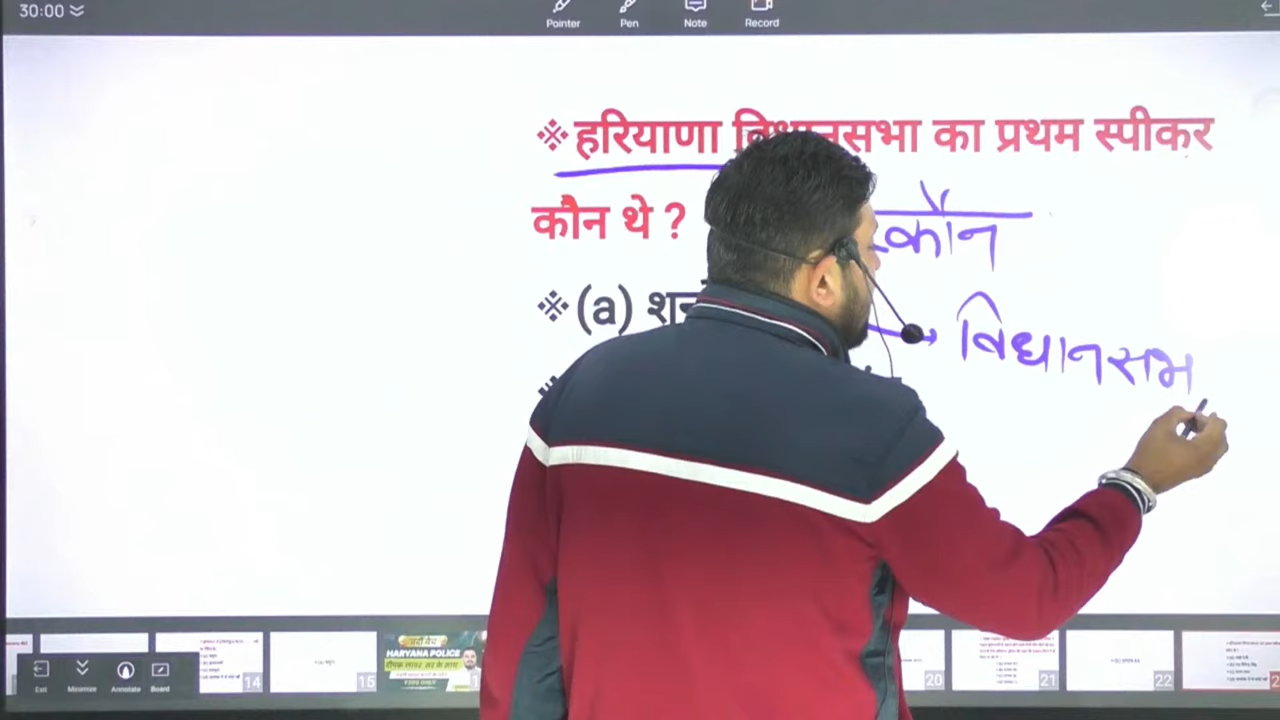 30:00
Pointer Pen Note Record
❖ हरियाणा विधानसभा का प्रथम स्पीकर
कौन थे ?
कौन
❖ (a)
विधानसभ
Exit Minimize Annotate Board
14 15 20 21 22
HARYANA POLICE